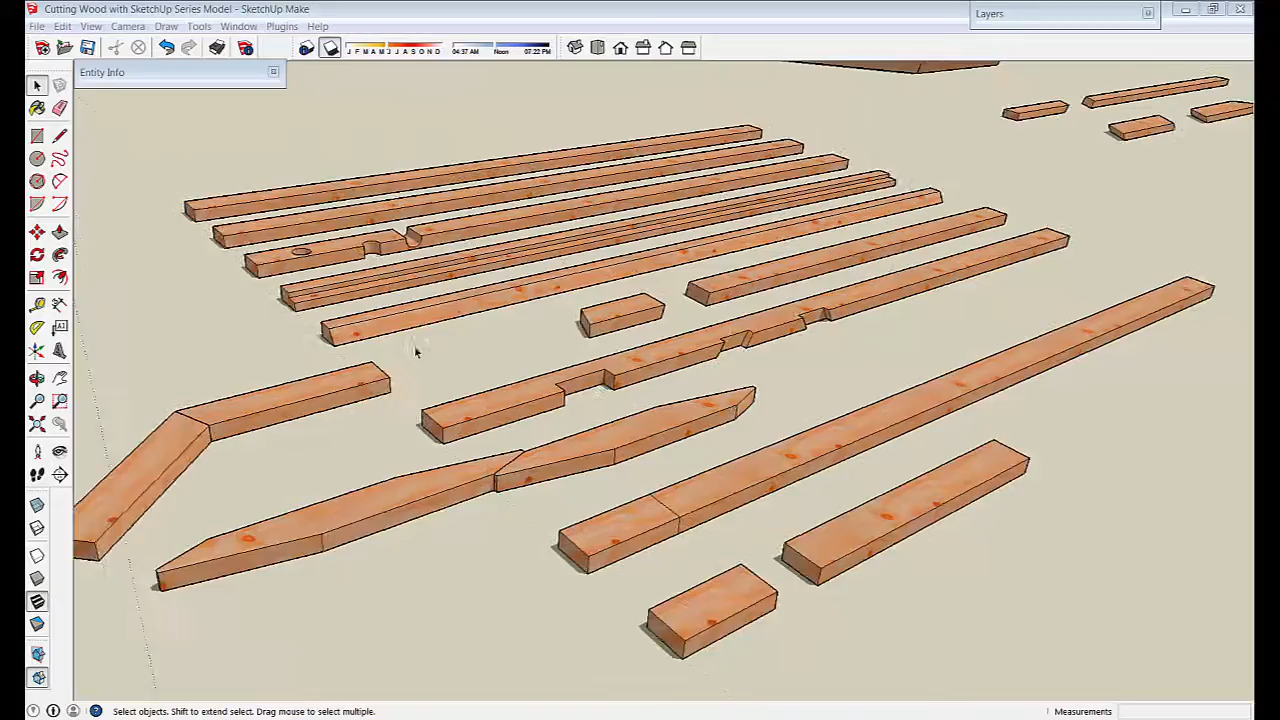 Cutting Wood with SketchUp Series Model - SketchUp Make
Layers
File Edit View Camera Draw Tools Window Plugins Help
J F M A M J J A S O N D 04:37 AM Noon 07:22 PM
Entity Info
Select objects. Shift to extend select. Drag mouse to select multiple.
Measurements